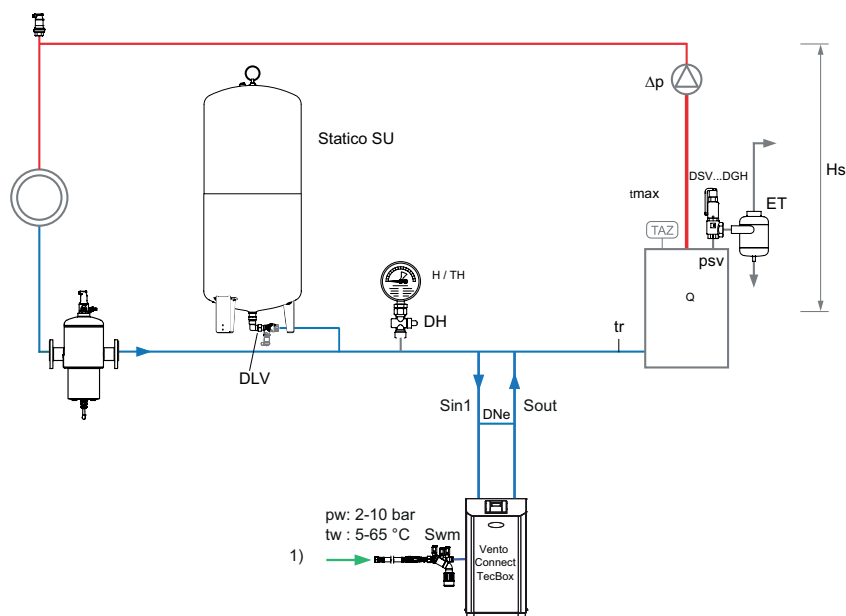 Δp
Hs
Statico SU
DSV...DGH
tmax
ET
TAZ
psv
H / TH
Q
DH
tr
DLV
Sin1
DNe
Sout
pw: 2-10 bar
tw : 5-65 °C
Swm
1)
Vento
Connect
TecBox